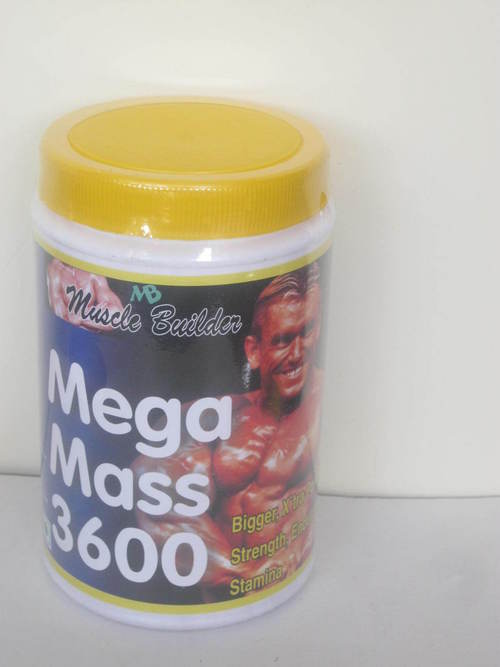 MB
Muscle Builder
Mega
Mass
3600
Bigger,
Strength,
Stamina